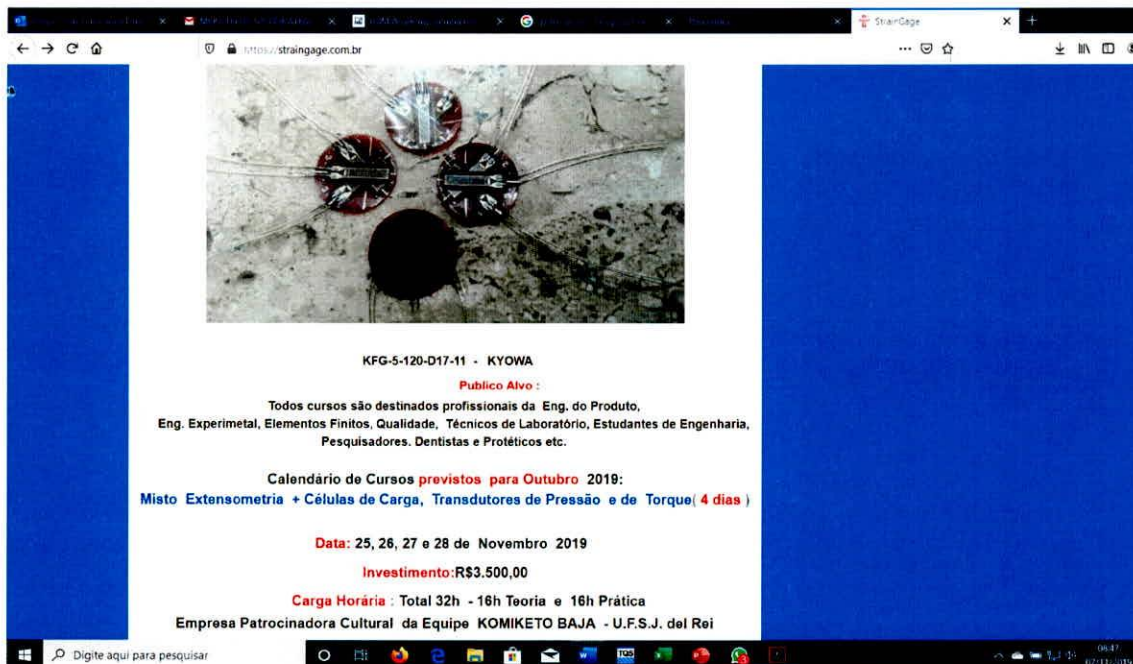 StrainGage
straingage.com.br
KFG-5-120-D17-11 - KYOWA
Publico Alvo :
Todos cursos são destinados profissionais da Eng. do Produto,
Eng. Experimetal, Elementos Finitos, Qualidade, Técnicos de Laboratório, Estudantes de Engenharia,
Pesquisadores. Dentistas e Protéticos etc.
Calendário de Cursos previstos para Outubro 2019:
Misto Extensometria + Células de Carga, Transdutores de Pressão e de Torque( 4 dias )
Data: 25, 26, 27 e 28 de Novembro 2019
Investimento:R$3.500,00
Carga Horária : Total 32h - 16h Teoria e 16h Prática
Empresa Patrocinadora Cultural da Equipe KOMIKETO BAJA - U.F.S.J. del Rei
Digite aqui para pesquisar
TQS